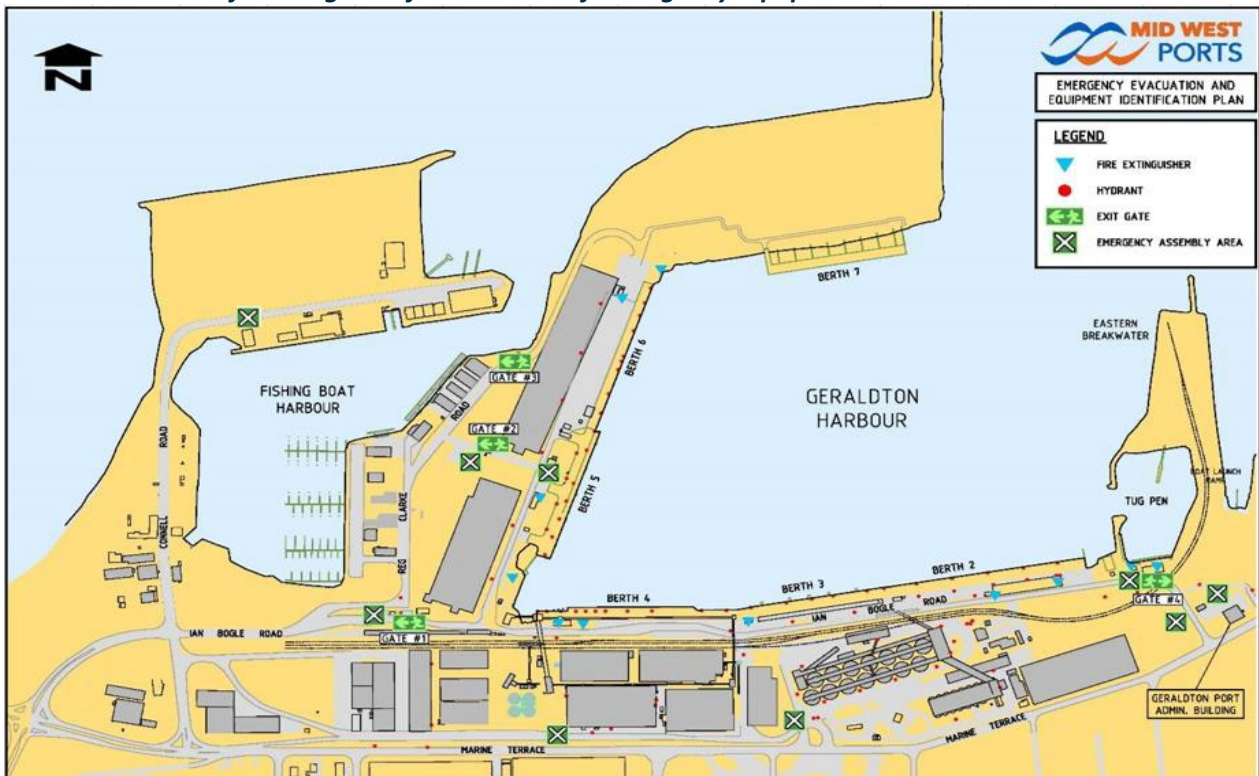 N
MID WEST
PORTS
EMERGENCY EVACUATION AND
EQUIPMENT IDENTIFICATION PLAN
LEGEND
FIRE EXTINGUISHER
HYDRANT
EXIT GATE
EMERGENCY ASSEMBLY AREA
BERTH 7
EASTERN
BREAKWATER
BERTH 6
GATE #3
FISHING BOAT
HARBOUR
GERALDTON
HARBOUR
ROAD
GATE #2
CONNELL
ROAD
BERTH 5
BOAT LAUNCH
RAMP
TUG PEN
REG
CLARKE
BERTH 4
BERTH 3
BERTH 2
IAN
BOGLE
ROAD
GATE #4
IAN BOGLE ROAD
GATE #1
GERALDTON PORT
ADMIN. BUILDING
MARINE TERRACE
MARINE TERRACE